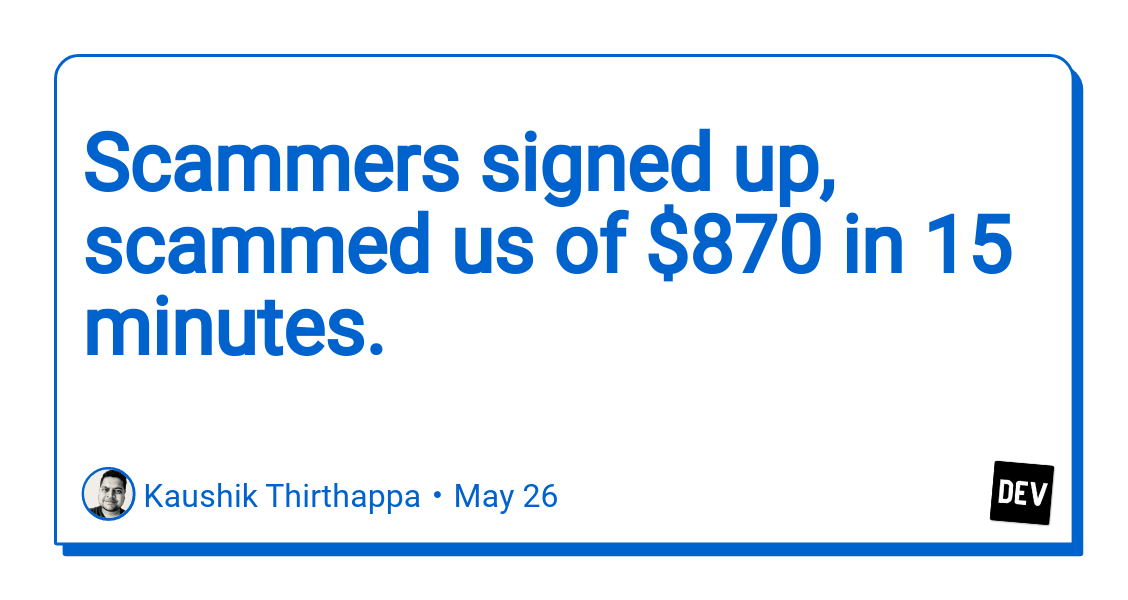 Scammers signed up,
scammed us of $870 in 15
minutes.
Kaushik Thirthappa • May 26
DEV